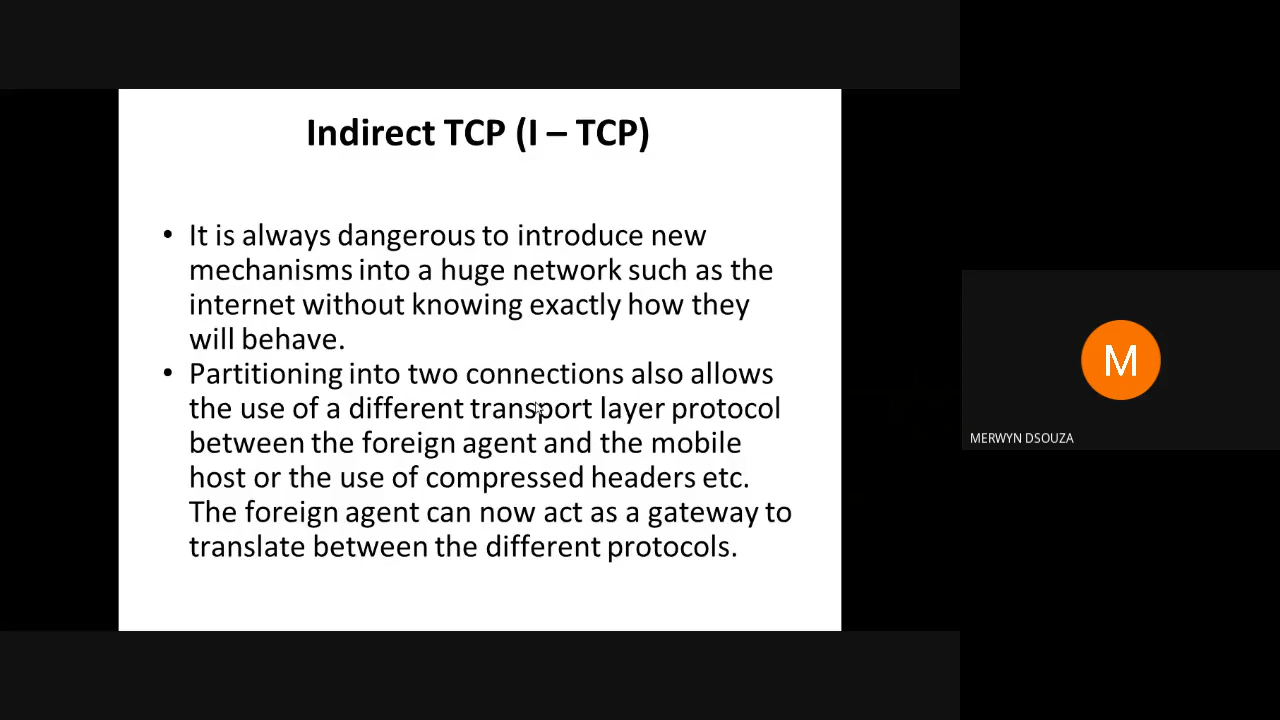 Indirect TCP (I – TCP)
• It is always dangerous to introduce new
mechanisms into a huge network such as the
internet without knowing exactly how they
will behave.
• Partitioning into two connections also allows
the use of a different transport layer protocol
between the foreign agent and the mobile
host or the use of compressed headers etc.
The foreign agent can now act as a gateway to
translate between the different protocols.
M
MERWYN DSOUZA